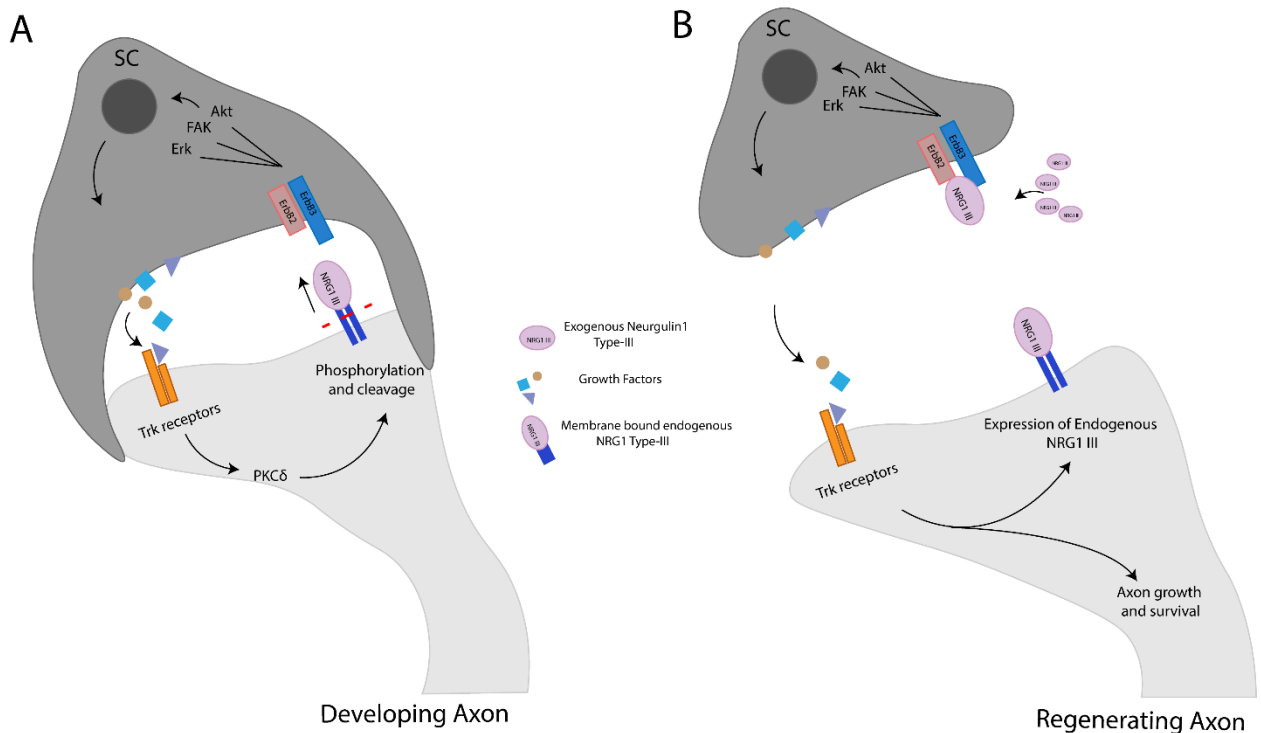 A
SC
Akt
FAK
Erk
ErbB2
ErbB3
NRG1 III
Phosphorylation
and cleavage
Trk receptors
PKCδ
Developing Axon
NRG1 III
Exogenous Neurgulin1
Type-III
Growth Factors
NRG1 III
Membrane bound endogenous
NRG1 Type-III
B
SC
Akt
FAK
Erk
ErbB2
ErbB3
NRG1 III
NRG1 III
NRG1 III
NRG1 III
NRG1 III
NRG1 III
Expression of Endogenous
NRG1 III
Trk receptors
Axon growth
and survival
Regenerating Axon